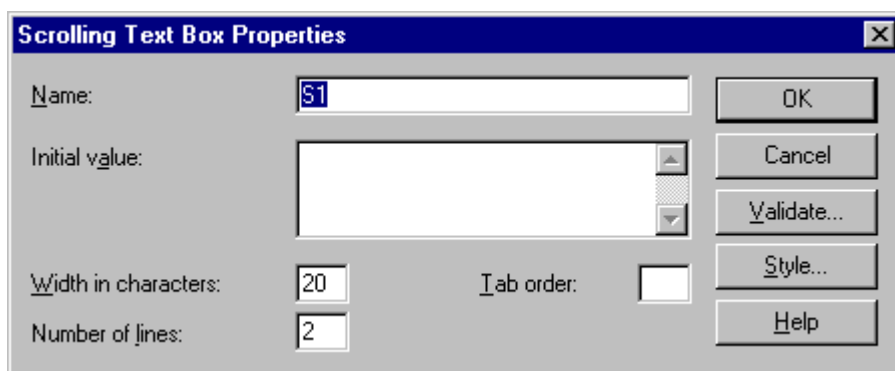 Scrolling Text Box Properties
Name: S1 OK
Initial value: Cancel
Validate...
Style...
Width in characters: 20 Tab order:
Number of lines: 2 Help